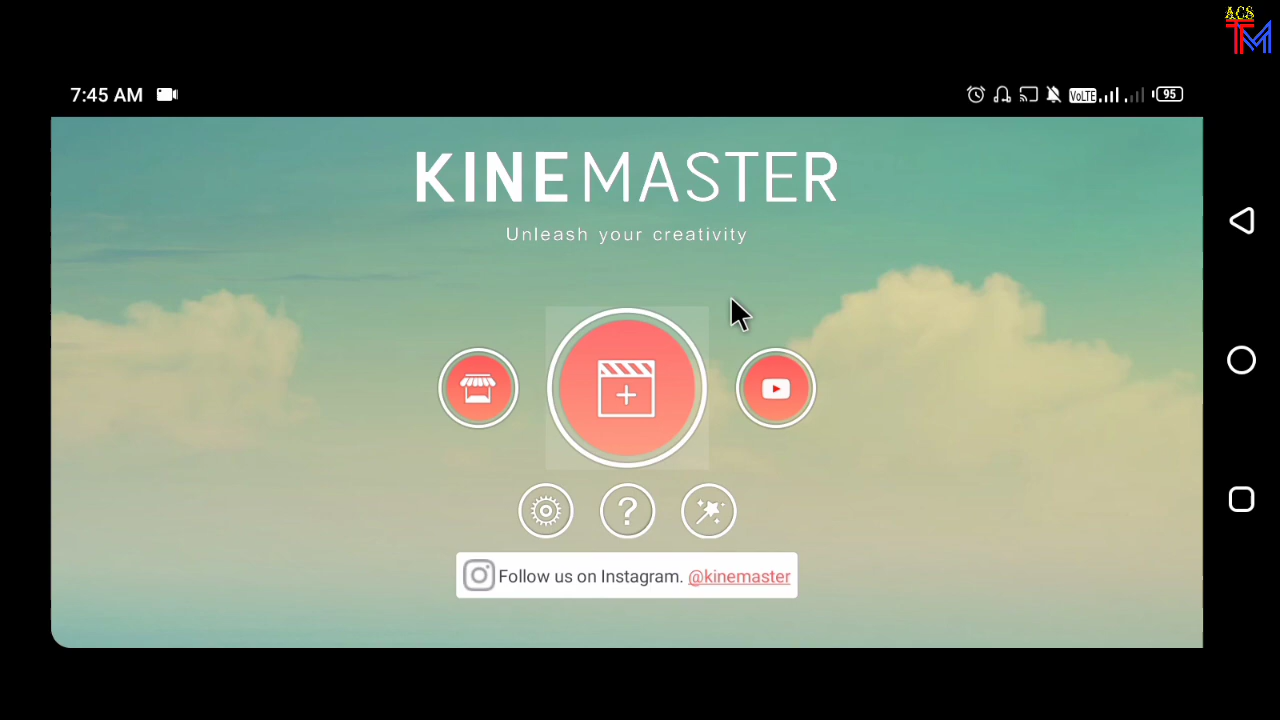 ACS
TM
7:45 AM
VoLTE
95
KINEMASTER
Unleash your creativity
?
Follow us on Instagram. @kinemaster